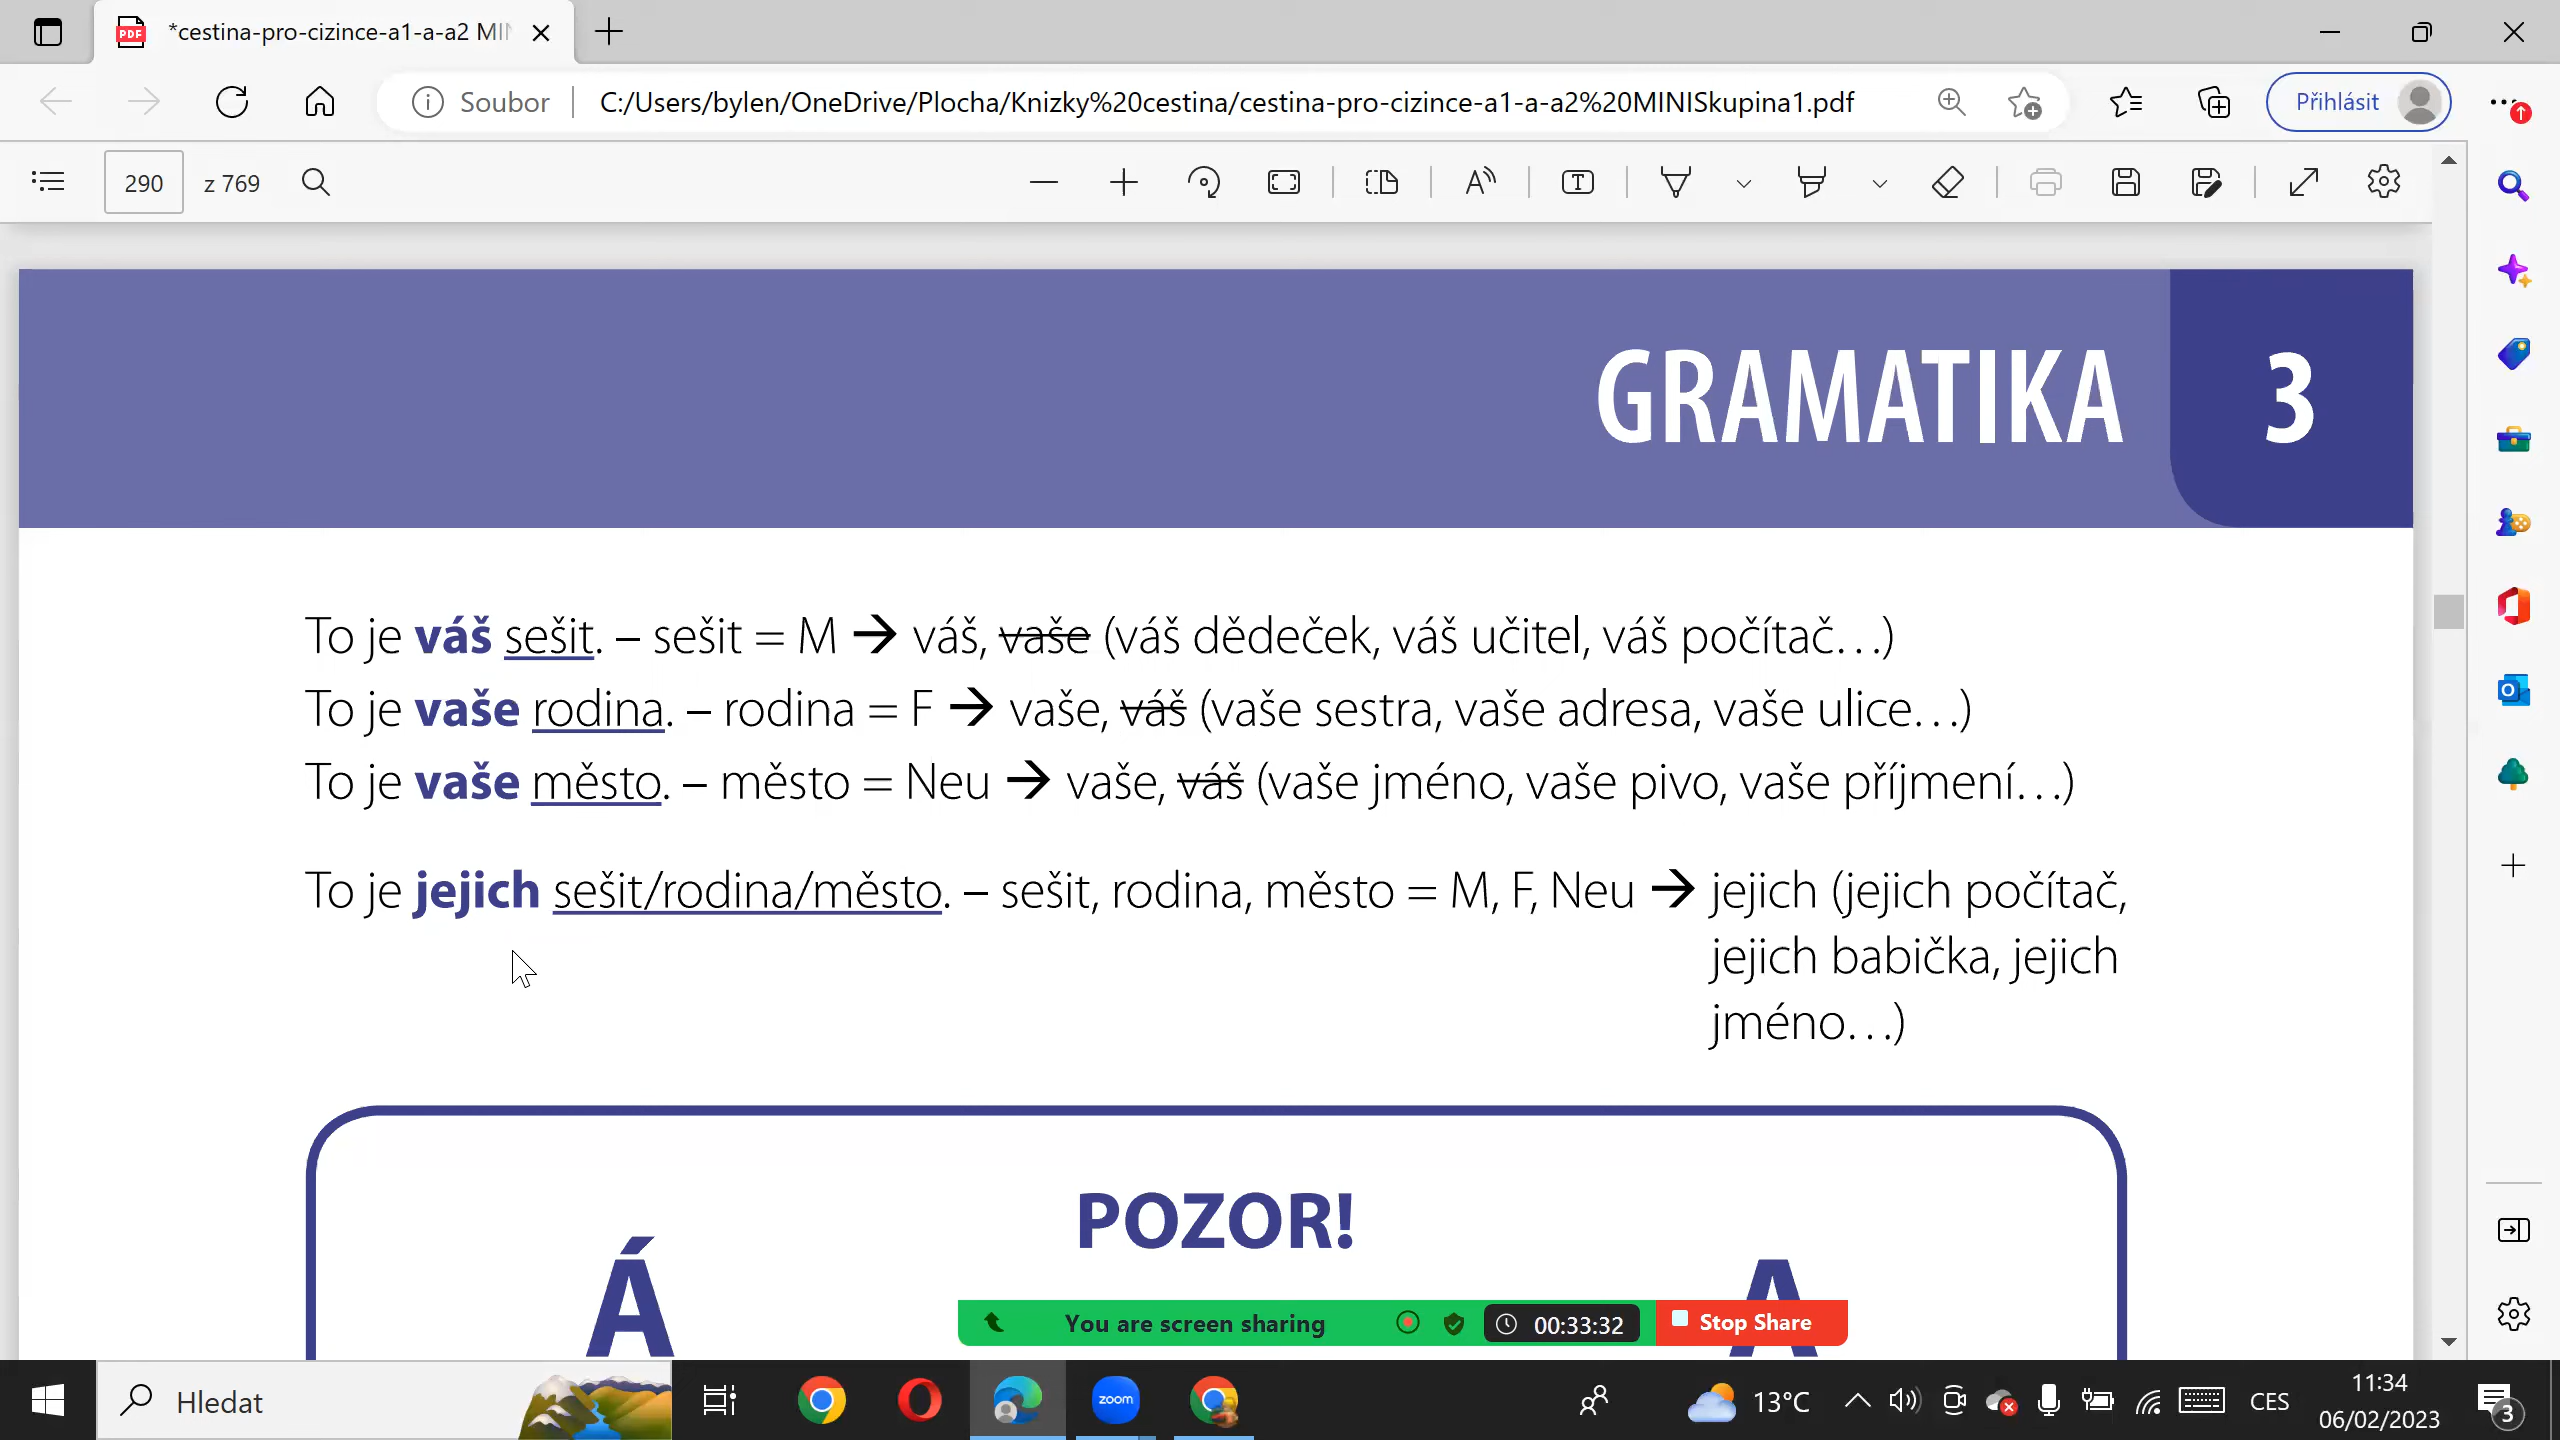 *cestina-pro-cizince-a1-a-a2 MIN
Soubor C:/Users/bylen/OneDrive/Plocha/Knizky%20cestina/cestina-pro-cizince-a1-a-a2%20MINISkupina1.pdf Přihlásit
290 z 769
GRAMATIKA 3
To je váš sešit. – sešit = M → váš, vaše (váš dědeček, váš učitel, váš počítač…)
To je vaše rodina. – rodina = F → vaše, váš (vaše sestra, vaše adresa, vaše ulice…)
To je vaše město. – město = Neu → vaše, váš (vaše jméno, vaše pivo, vaše příjmení…)
To je jejich sešit/rodina/město. – sešit, rodina, město = M, F, Neu → jejich (jejich počítač,
jejich babička, jejich
jméno…)
POZOR!
Á A
You are screen sharing 00:33:32 Stop Share
Hledat zoom 13°C CES 11:34
06/02/2023 3